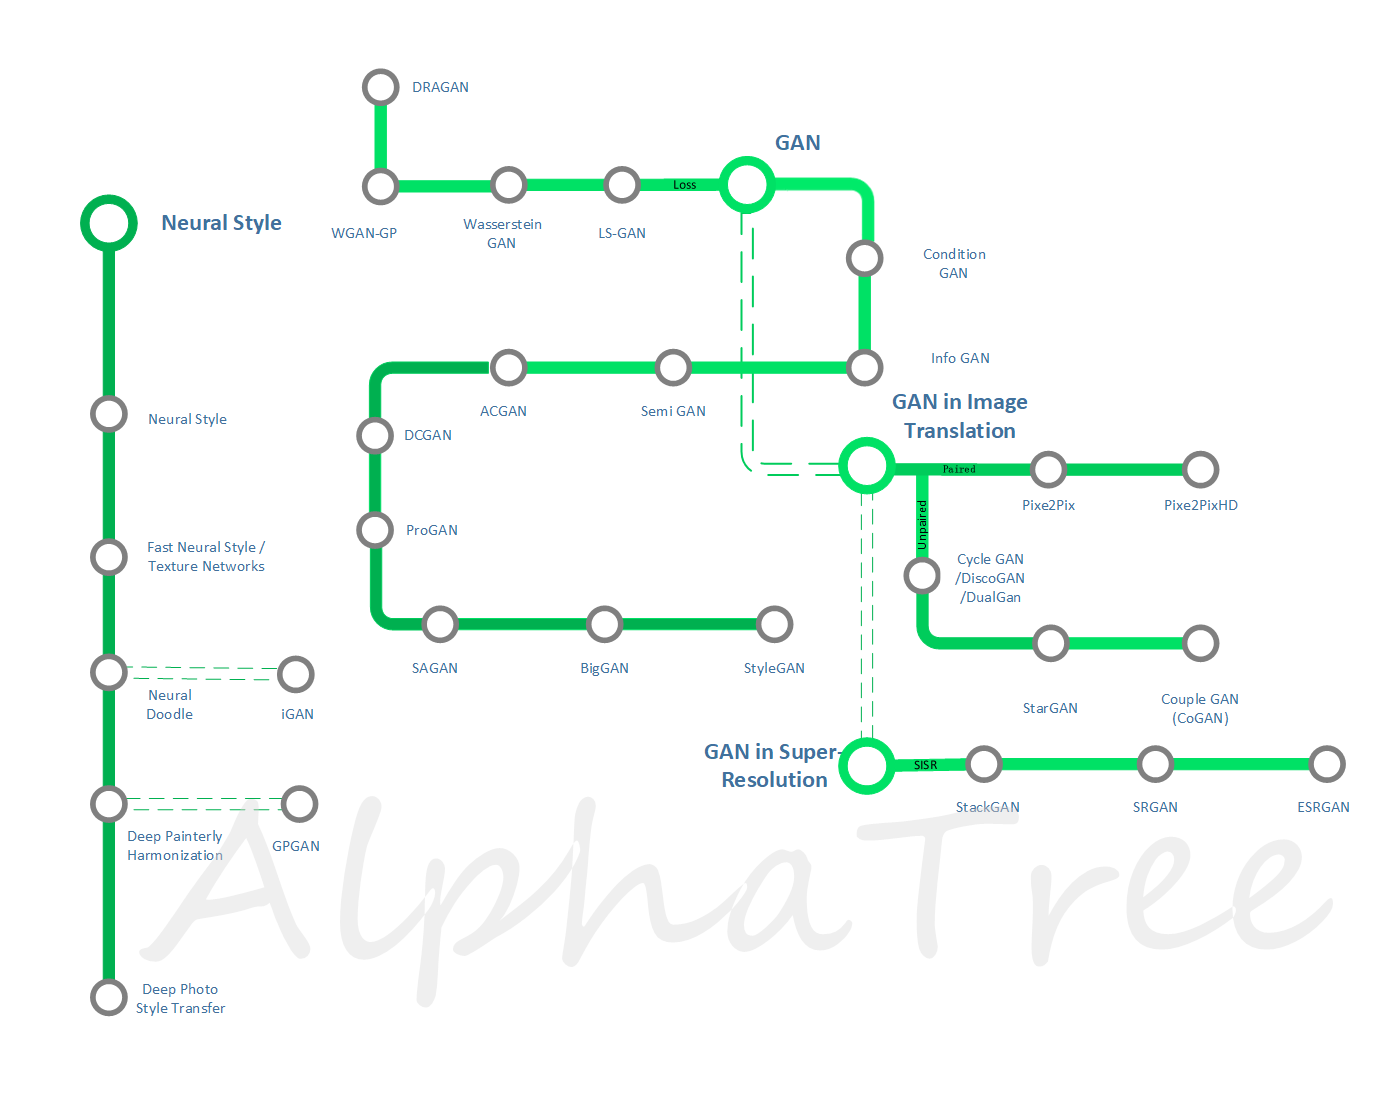 DRAGAN
GAN
Loss
WGAN-GP
Wasserstein
GAN
LS-GAN
Neural Style
Condition
GAN
Info GAN
ACGAN
Semi GAN
GAN in Image
Translation
Neural Style
DCGAN
Paired
Pixe2Pix
Pixe2PixHD
Unpaired
ProGAN
Fast Neural Style /
Texture Networks
Cycle GAN
/DiscoGAN
/DualGan
SAGAN
BigGAN
StyleGAN
Neural
Doodle
iGAN
StarGAN
Couple GAN
(CoGAN)
GAN in Super-
Resolution
SISR
StackGAN
SRGAN
ESRGAN
Deep Painterly
Harmonization
GPGAN
AlphaTree
Deep Photo
Style Transfer